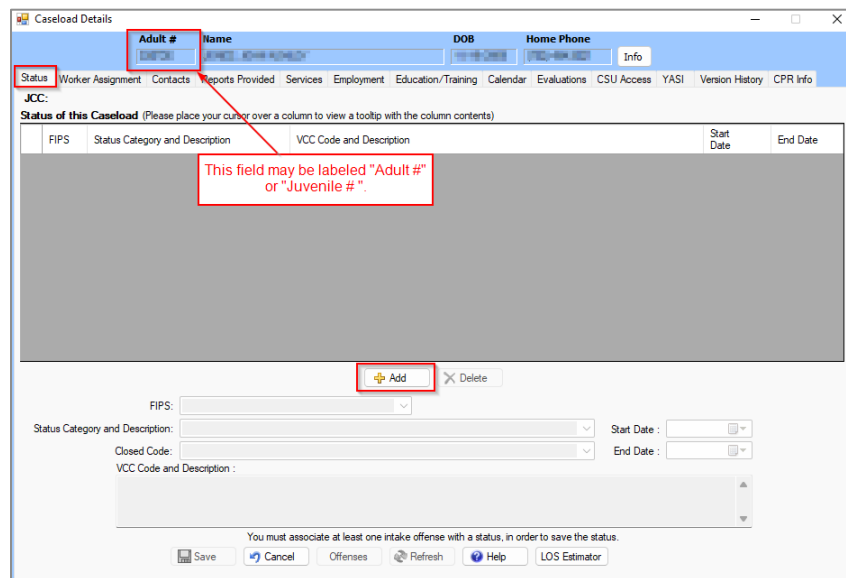 Caseload Details
Adult # Name DOB Home Phone
Info
Status Worker Assignment Contacts Reports Provided Services Employment Education/Training Calendar Evaluations CSU Access YASI Version History CPR Info
JCC:
Status of this Caseload (Please place your cursor over a column to view a tooltip with the column contents)
FIPS Status Category and Description VCC Code and Description Start Date End Date
This field may be labeled "Adult #"
or "Juvenile # ".
Add Delete
FIPS:
Status Category and Description: Start Date :
Closed Code: End Date :
VCC Code and Description :
You must associate at least one intake offense with a status, in order to save the status.
Save Cancel Offenses Refresh Help LOS Estimator